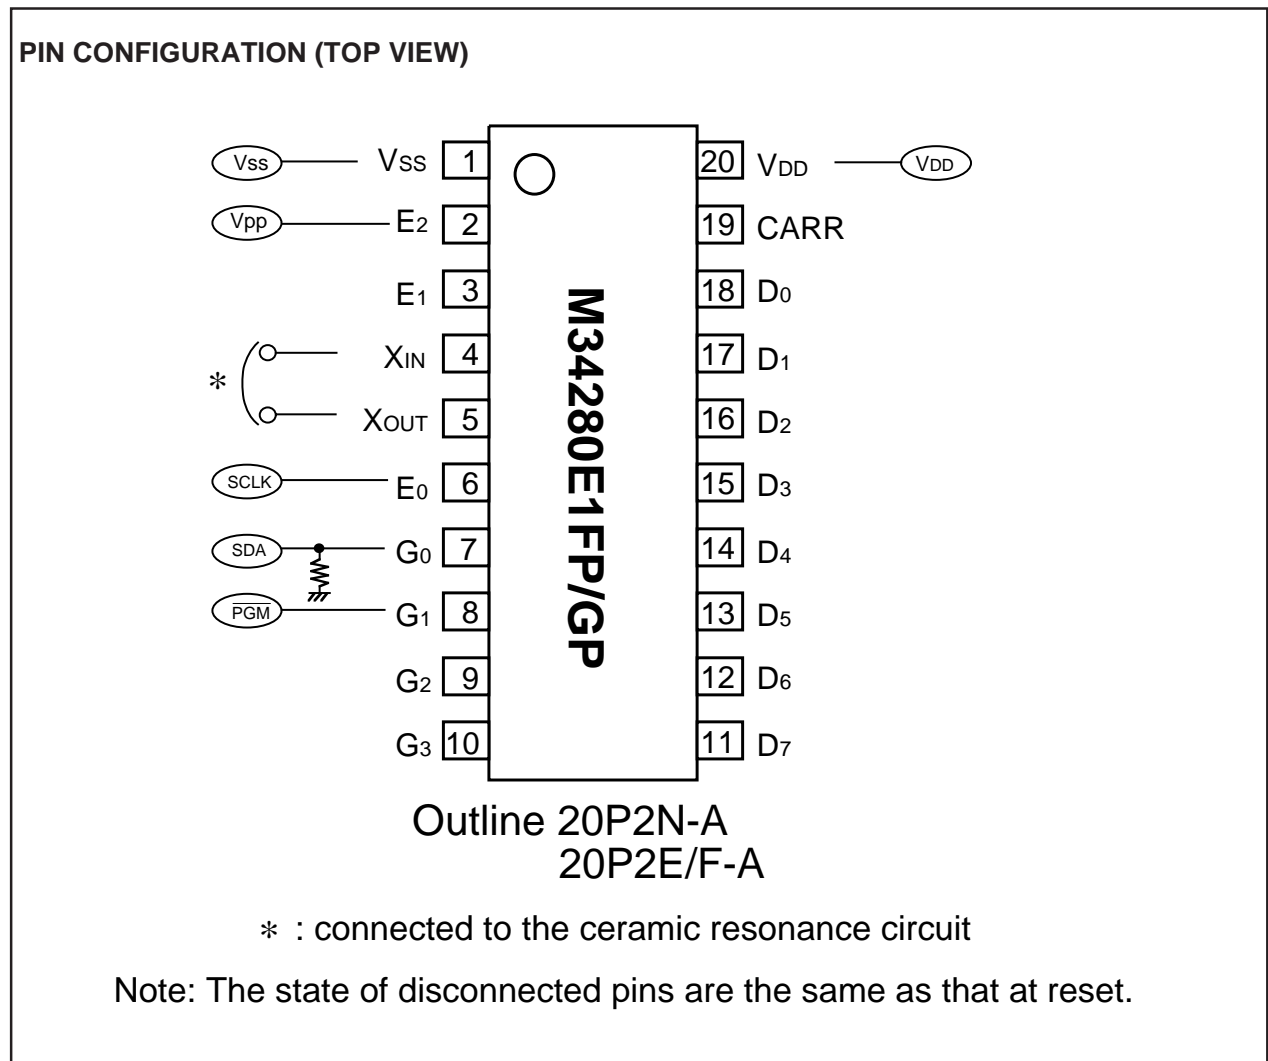 PIN CONFIGURATION (TOP VIEW)
Vss VSS 1 20 VDD VDD
Vpp E2 2 19 CARR
E1 3 18 D0
XIN 4 17 D1
*
XOUT 5 16 D2
SCLK E0 6 15 D3
SDA G0 7 14 D4
PGM G1 8 13 D5
G2 9 12 D6
G3 10 11 D7
M34280E1FP/GP
Outline 20P2N-A
20P2E/F-A
* : connected to the ceramic resonance circuit
Note: The state of disconnected pins are the same as that at reset.